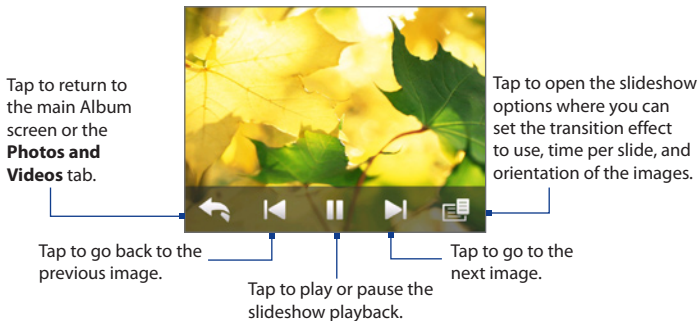 Tap to return to
the main Album
screen or the
Photos and
Videos tab.
Tap to open the slideshow
options where you can
set the transition effect
to use, time per slide, and
orientation of the images.
Tap to go back to the
previous image.
Tap to play or pause the
slideshow playback.
Tap to go to the
next image.